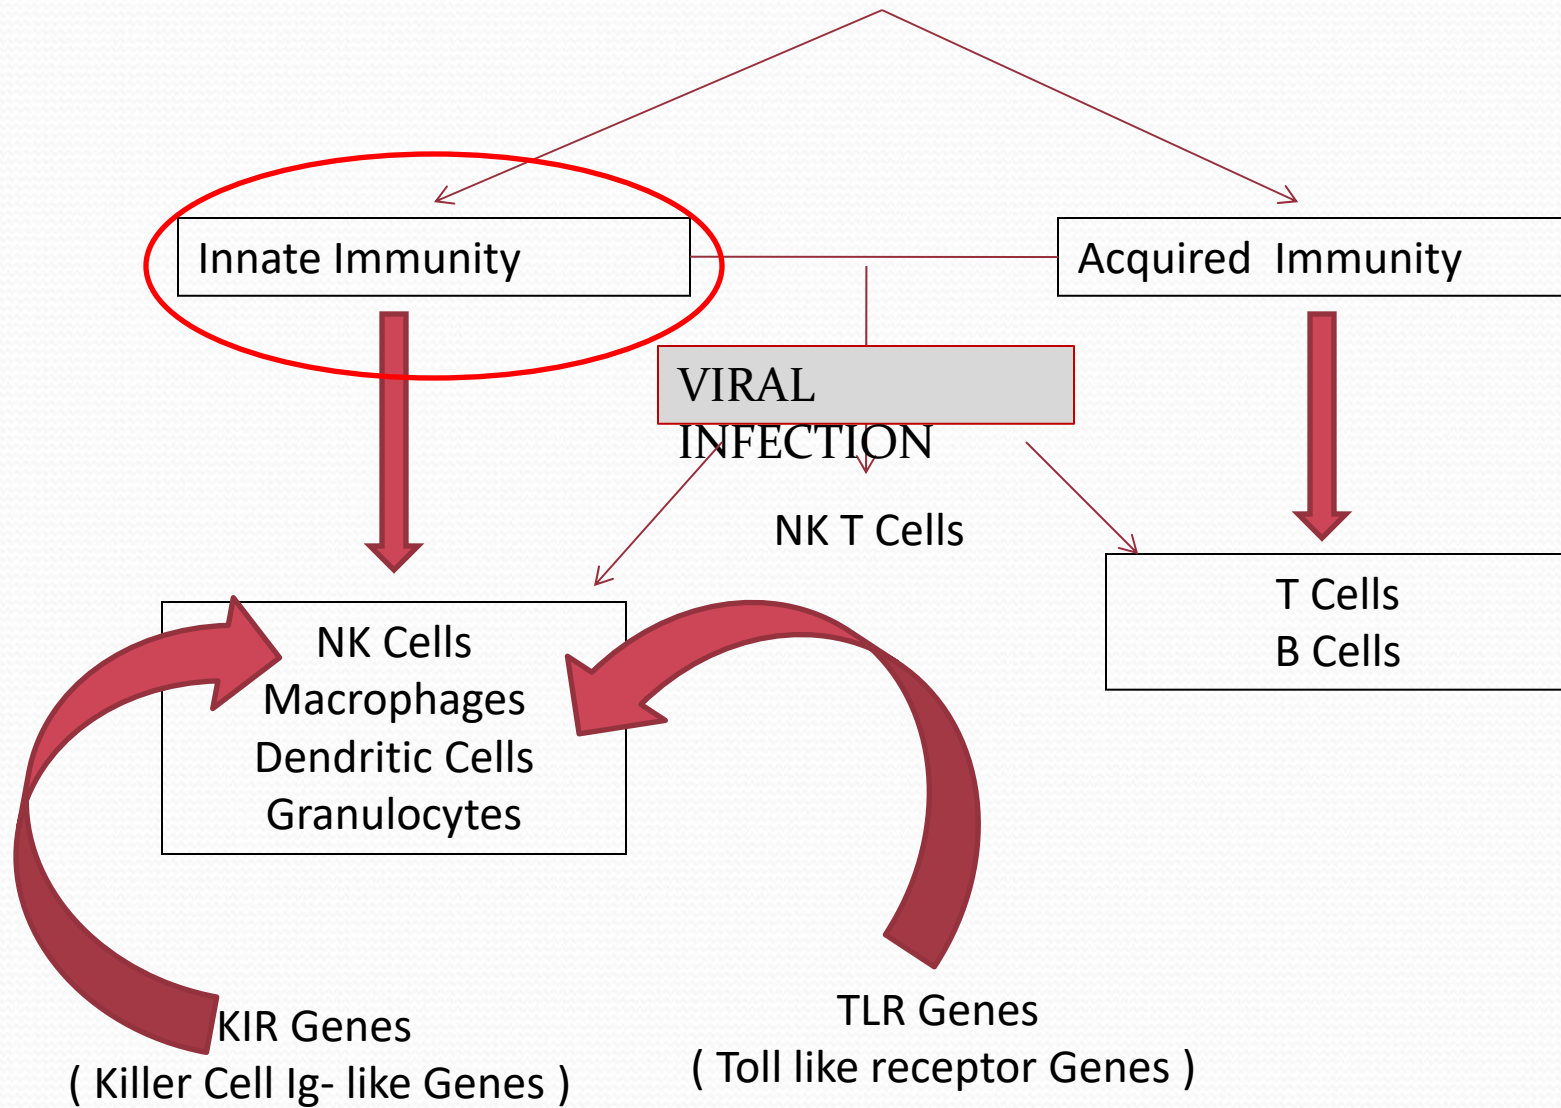 Innate Immunity
Acquired  Immunity
VIRAL
INFECTION
NK T Cells
NK Cells
Macrophages
Dendritic Cells
Granulocytes
T Cells
B Cells
KIR Genes
( Killer Cell Ig- like Genes )
TLR Genes
( Toll like receptor Genes )